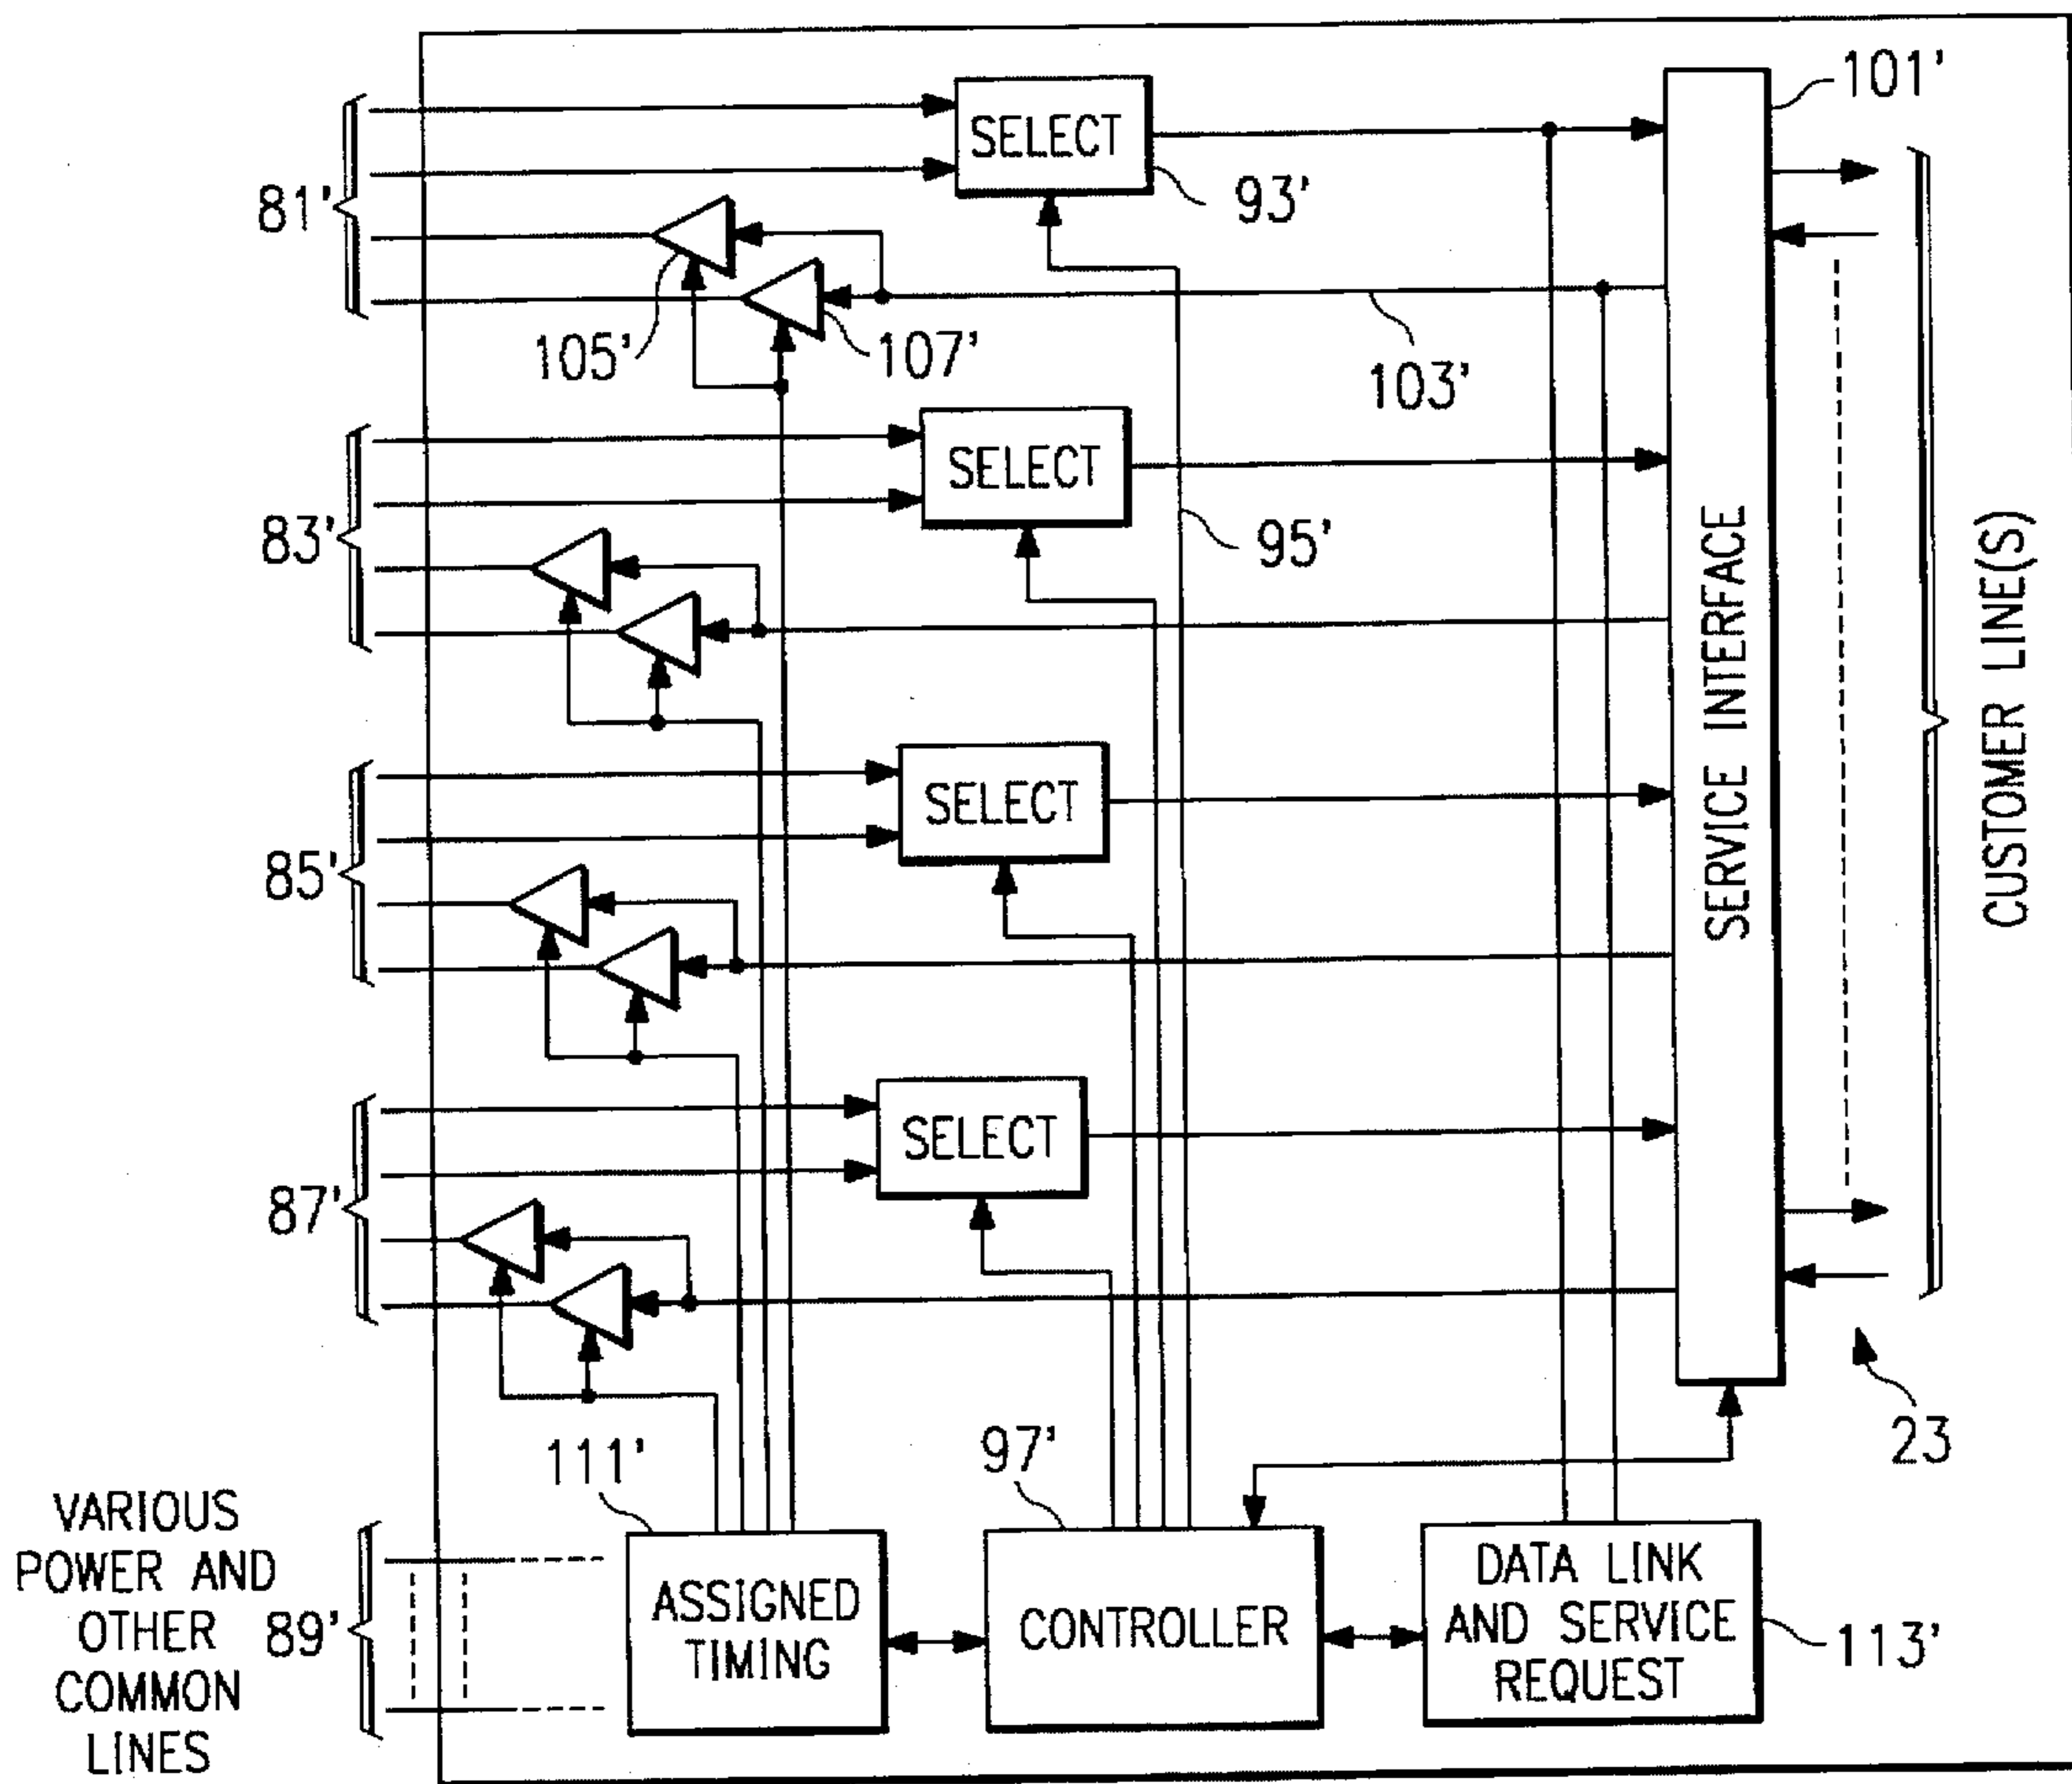 101'
SELECT
93'
81'
105'
107'
103'
SELECT
83'
95'
SERVICE INTERFACE
CUSTOMER LINE(S)
SELECT
85'
SELECT
87'
23
111'
97'
VARIOUS
POWER AND
OTHER
COMMON
LINES
89'
ASSIGNED
TIMING
CONTROLLER
DATA LINK
AND SERVICE
REQUEST
113'